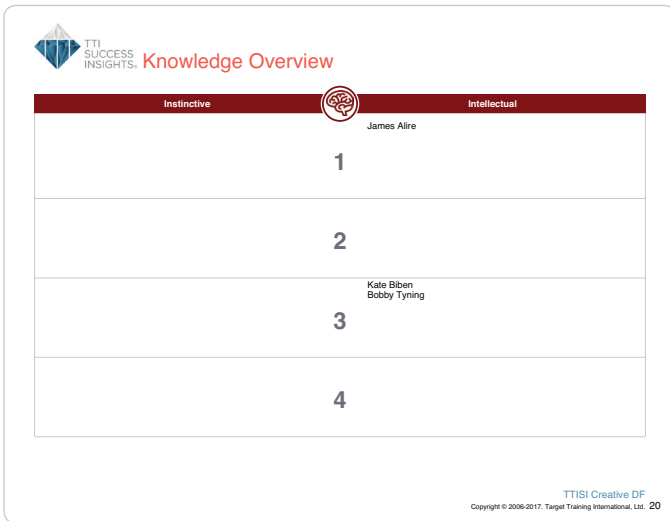 TTI
SUCCESS
INSIGHTS®
Knowledge Overview
Instinctive
Intellectual
James Alire
1
2
Kate Biben
Bobby Tyning
3
4
TTISI Creative DF
Copyright © 2006-2017. Target Training International, Ltd. 20